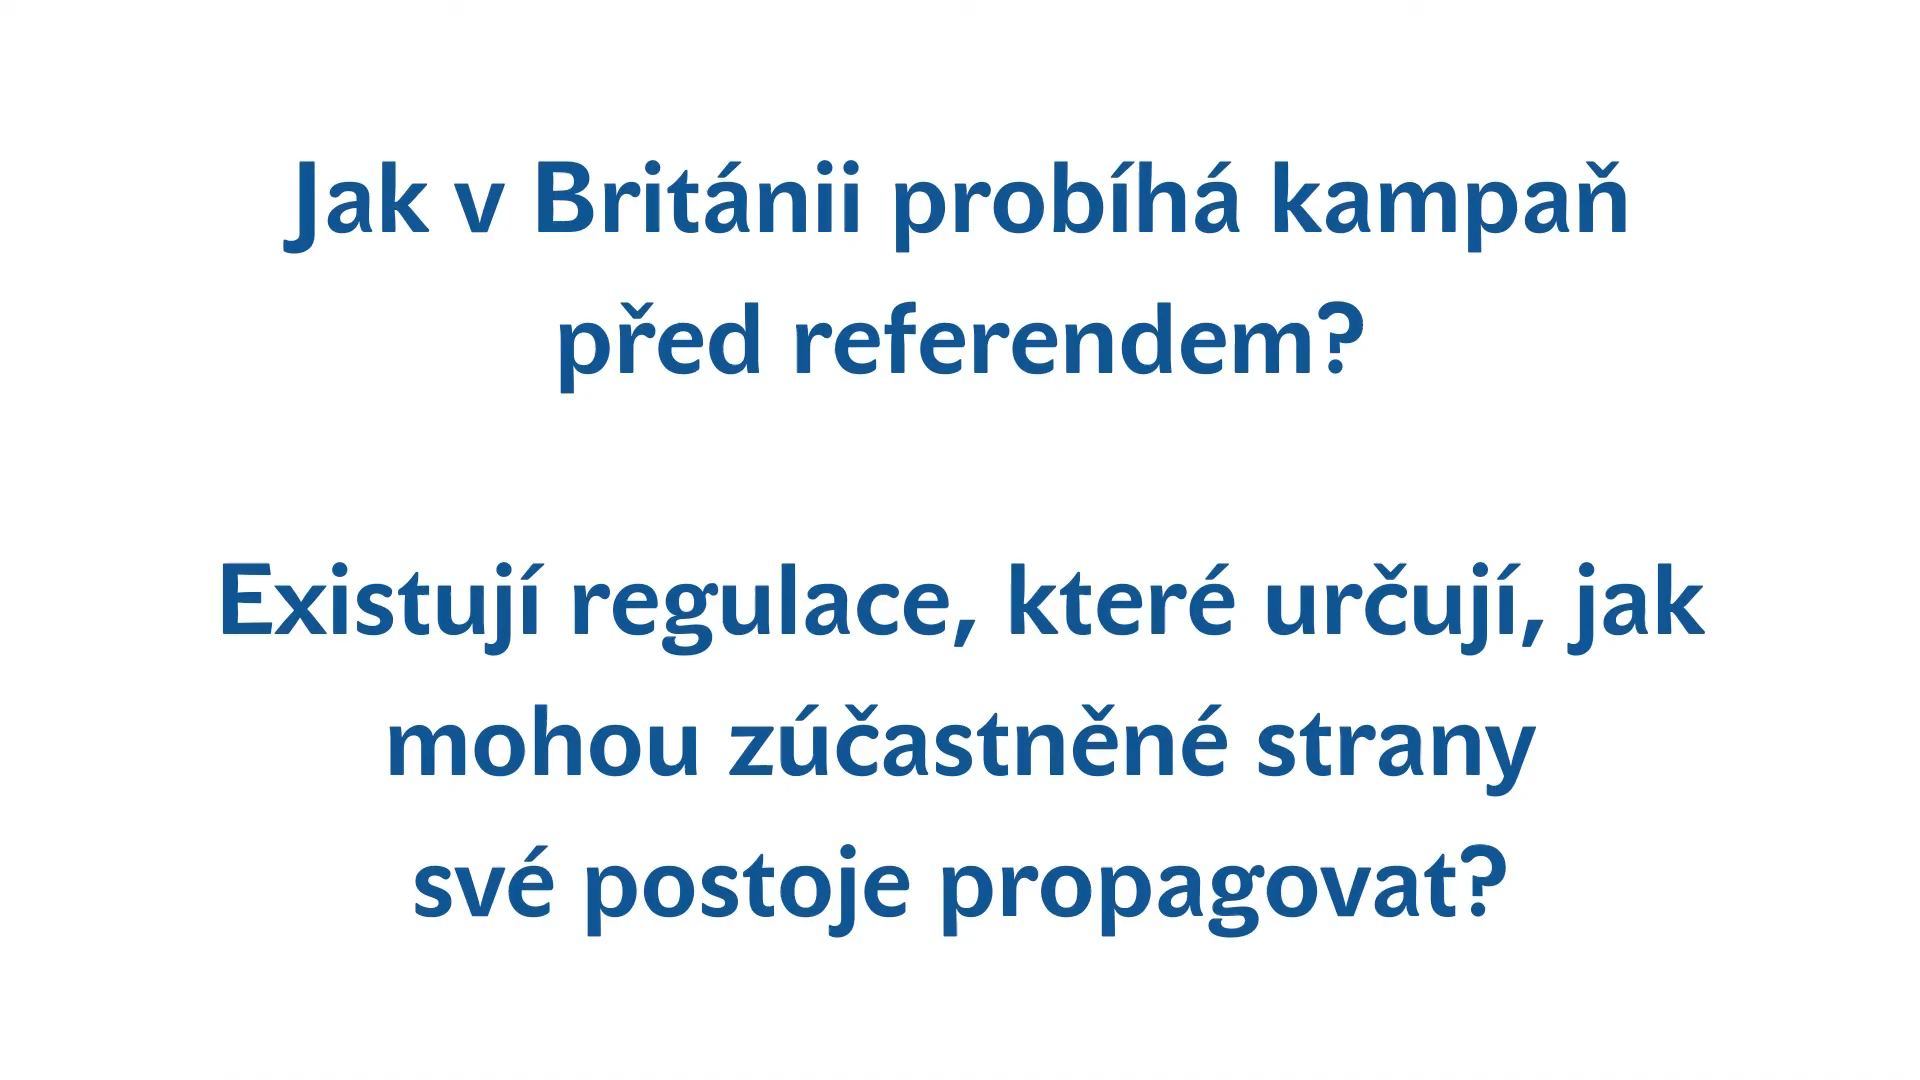 Jak v Británii probíhá kampaň
před referendem?
Existují regulace, které určují, jak
mohou zúčastněné strany
své postoje propagovat?